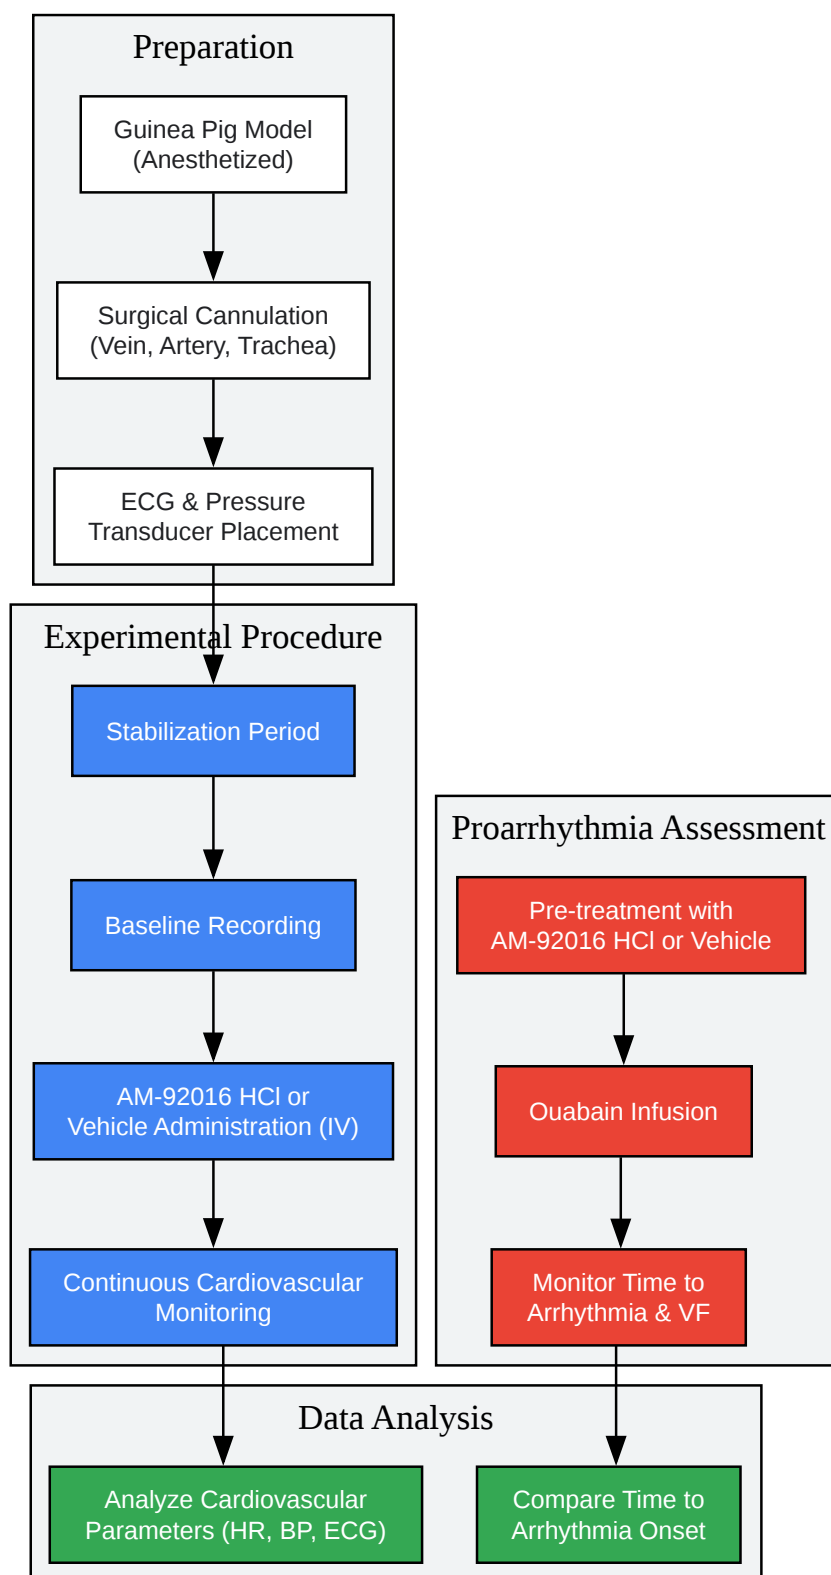 Preparation
Guinea Pig Model
(Anesthetized)
Surgical Cannulation
(Vein, Artery, Trachea)
ECG & Pressure
Transducer Placement
Experimental Procedure
Stabilization Period
Baseline Recording
AM-92016 HCl or
Vehicle Administration (IV)
Continuous Cardiovascular
Monitoring
Proarrhythmia Assessment
Pre-treatment with
AM-92016 HCl or Vehicle
Ouabain Infusion
Monitor Time to
Arrhythmia & VF
Data Analysis
Analyze Cardiovascular
Parameters (HR, BP, ECG)
Compare Time to
Arrhythmia Onset